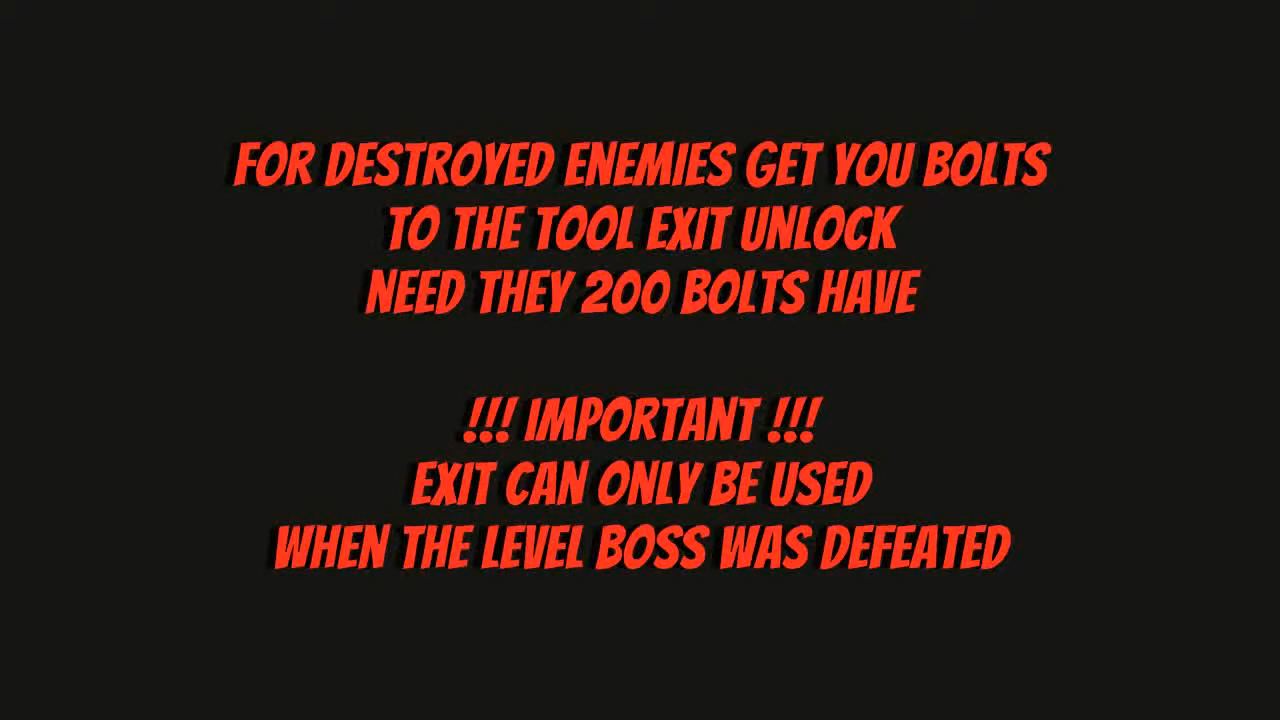 FOR DESTROYED ENEMIES GET YOU BOLTS
TO THE TOOL EXIT UNLOCK
NEED THEY 200 BOLTS HAVE
!!! IMPORTANT !!!
EXIT CAN ONLY BE USED
WHEN THE LEVEL BOSS WAS DEFEATED